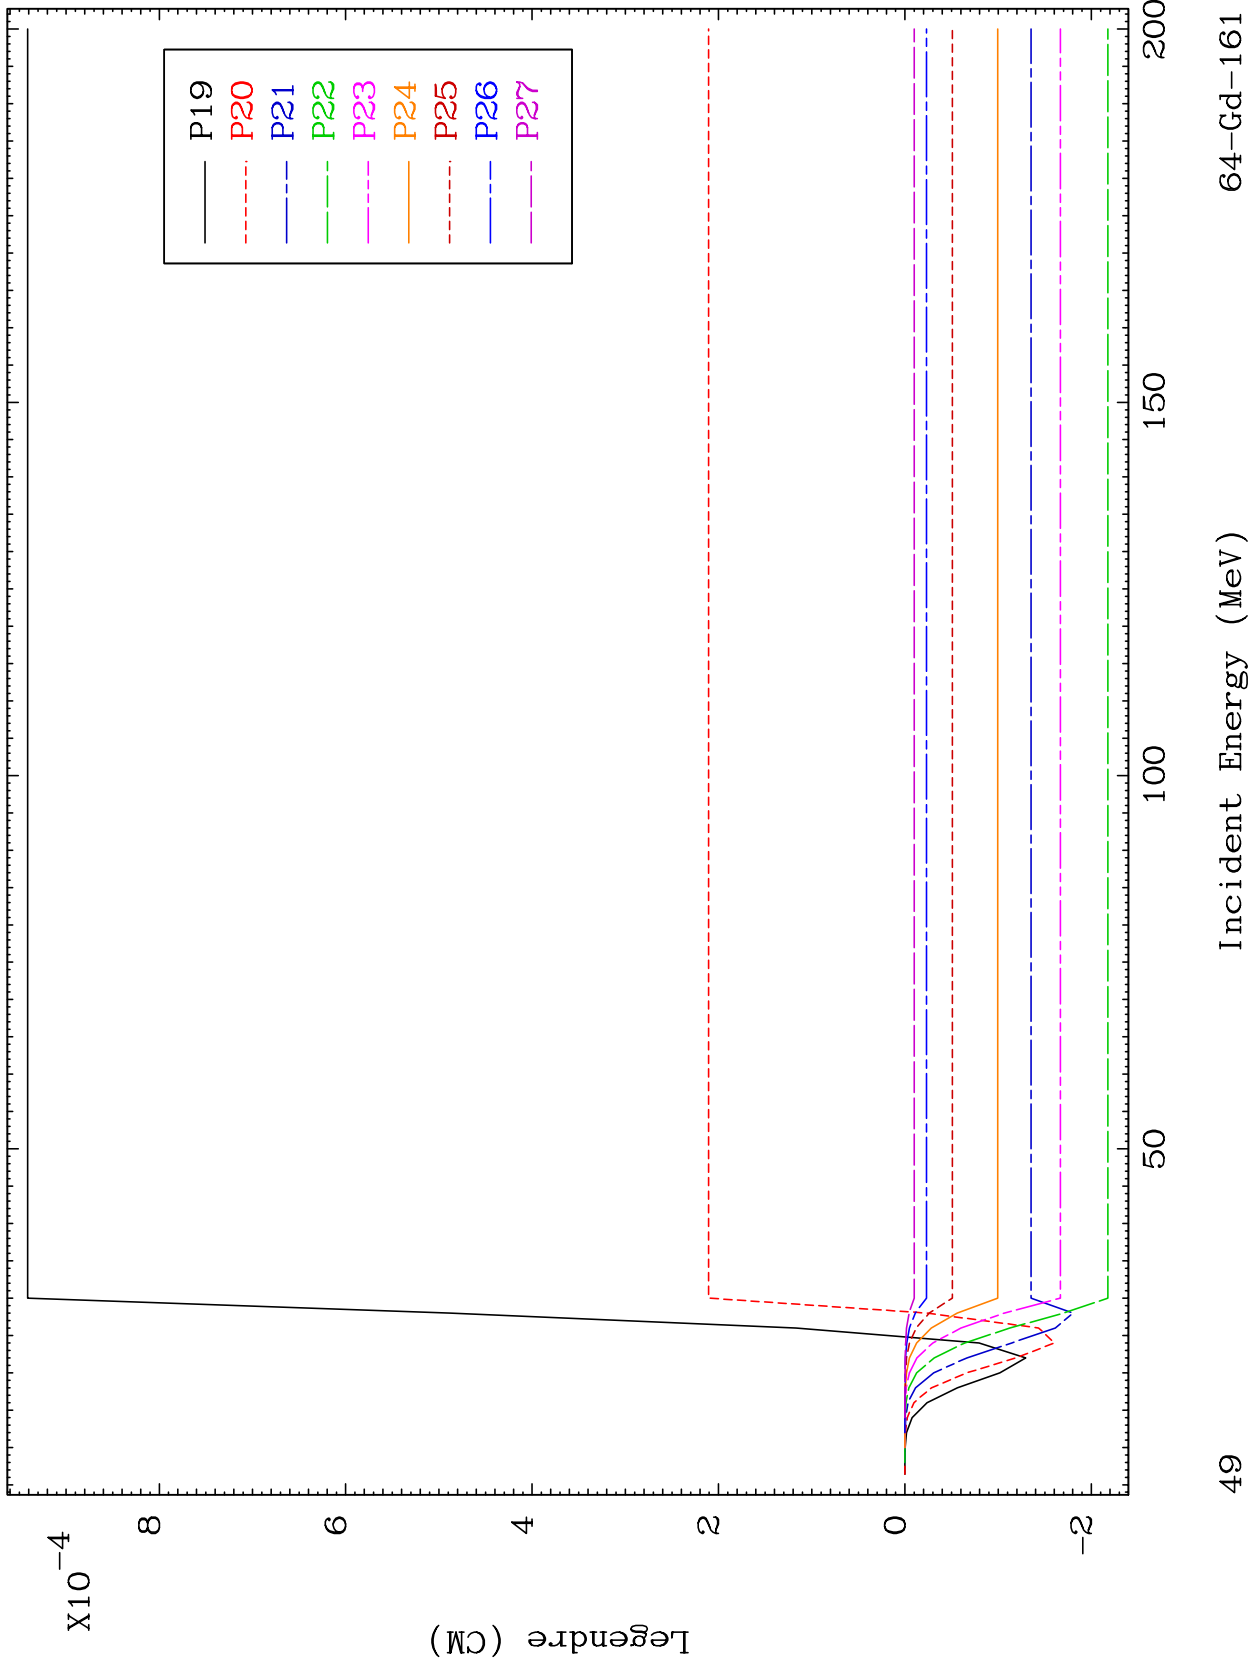 X10
-4
8
6
4
2
0
-2
Legendre (CM)
50
100
150
200
Incident Energy (MeV)
49
64-Gd-161
P19
P20
P21
P22
P23
P24
P25
P26
P27